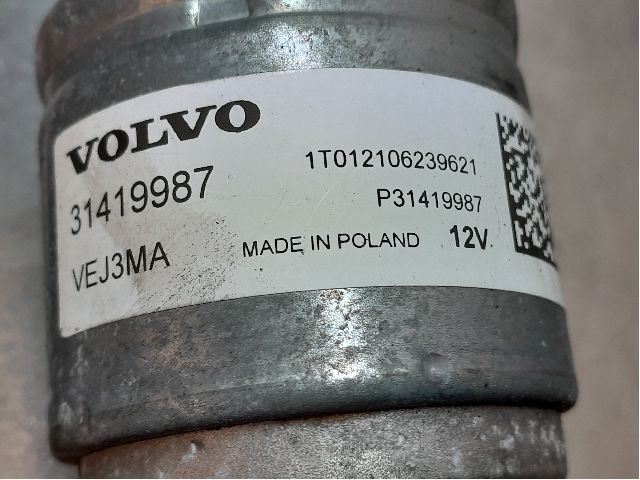 VOLVO
31419987
VEJ3MA
1T012106239621
P31419987
MADE IN POLAND 12V